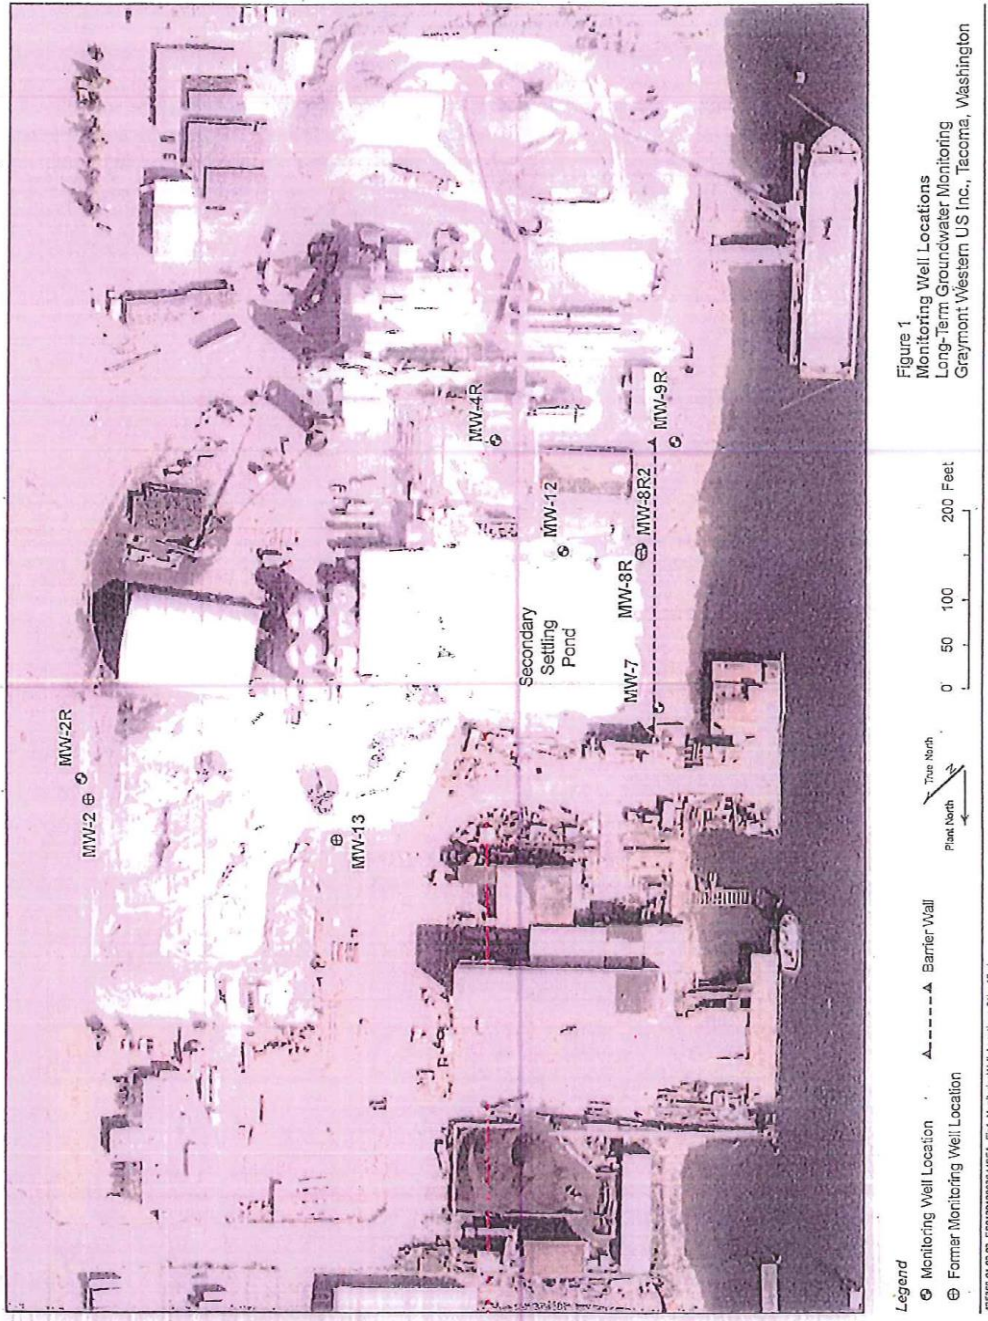 MW-2R
MW-2
MW-13
MW-4R
MW-12
MW-9R
MW-8R2
MW-8R
MW-7
Secondary
Settling
Pond
Legend
Monitoring Well Location
Former Monitoring Well Location
Barrier Wall
Plant North
True North
N
0 50 100 200 Feet
Figure 1
Monitoring Well Locations
Long-Term Groundwater Monitoring
Graymont Western US Inc., Tacoma, Washington